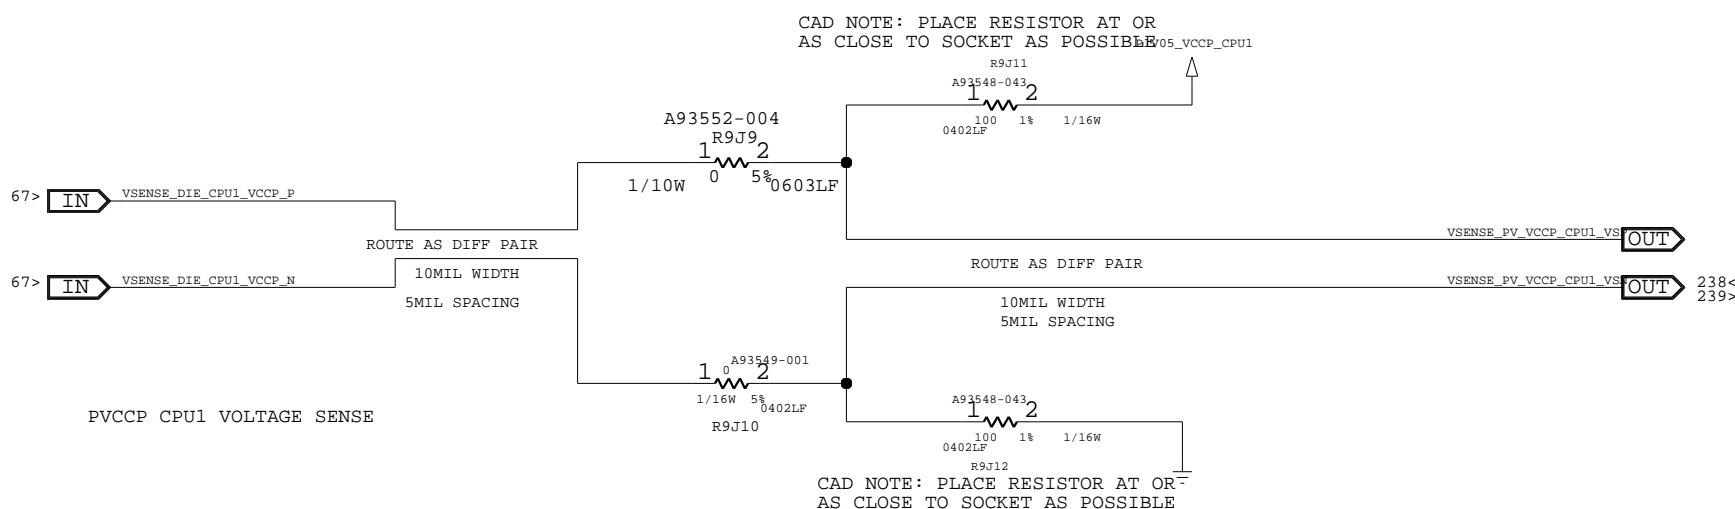 CAD NOTE: PLACE RESISTOR AT OR
AS CLOSE TO SOCKET AS POSSIBLE
V05_VCCP_CPU1
R9J11
A93548-043
1 2
100 1% 1/16W
0402LF
A93552-004
R9J9
1 2
0 5%
1/10W 0603LF
67> IN VSENSE_DIE_CPU1_VCCP_P
ROUTE AS DIFF PAIR
10MIL WIDTH
5MIL SPACING
67> IN VSENSE_DIE_CPU1_VCCP_N
VSENSE_PV_VCCP_CPU1_VS OUT
ROUTE AS DIFF PAIR
VSENSE_PV_VCCP_CPU1_VS OUT 238<
239>
10MIL WIDTH
5MIL SPACING
A93549-001
1 0 2
1/16W 5%
0402LF
R9J10
PVCCP CPU1 VOLTAGE SENSE
A93548-043
1 2
100 1% 1/16W
0402LF
R9J12
CAD NOTE: PLACE RESISTOR AT OR
AS CLOSE TO SOCKET AS POSSIBLE